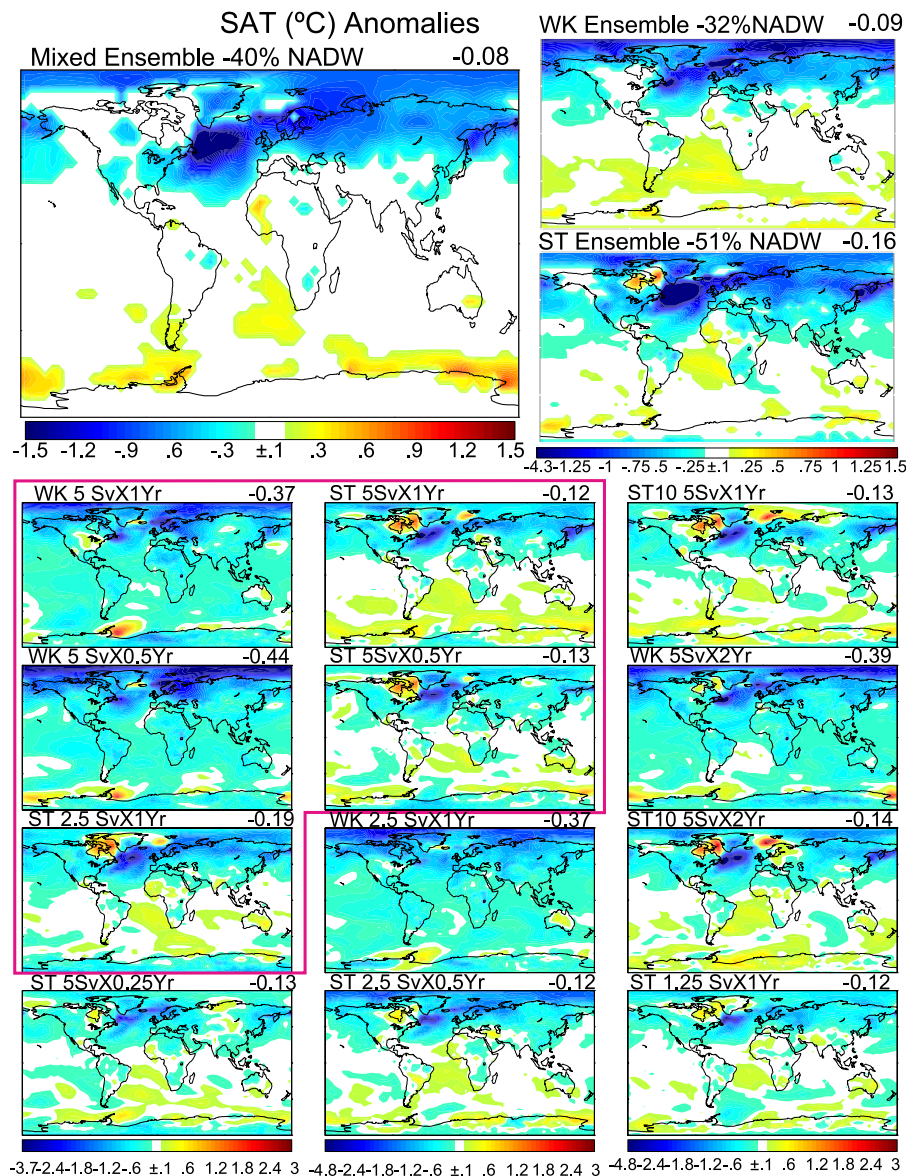 SAT (ºC) Anomalies
Mixed Ensemble -40% NADW -0.08
WK Ensemble -32%NADW -0.09
ST Ensemble -51% NADW -0.16
-1.5 -1.2 -.9 -.6 -.3 ±.1 .3 .6 .9 1.2 1.5
-4.3 -1 -.75 -.5 -.25 ±.1 .25 .5 .75 1 1.25 1.5
WK 5 SvX1Yr -0.37
ST 5SvX1Yr -0.12
ST10 5SvX1Yr -0.13
WK 5 SvX0.5Yr -0.44
ST 5SvX0.5Yr -0.13
WK 5SvX2Yr -0.39
ST 2.5 SvX1Yr -0.19
WK 2.5 SvX1Yr -0.37
ST10 5SvX2Yr -0.14
ST 5SvX0.25Yr -0.13
ST 2.5 SvX0.5Yr -0.12
ST 1.25 SvX1Yr -0.12
-3.7 -2.4 -1.8 -1.2 -.6 ±.1 .6 1.2 1.8 2.4 3
-4.8 -2.4 -1.8 -1.2 -.6 ±.1 .6 1.2 1.8 2.4 3
-4.8 -2.4 -1.8 -1.2 -.6 ±.1 .6 1.2 1.8 2.4 3